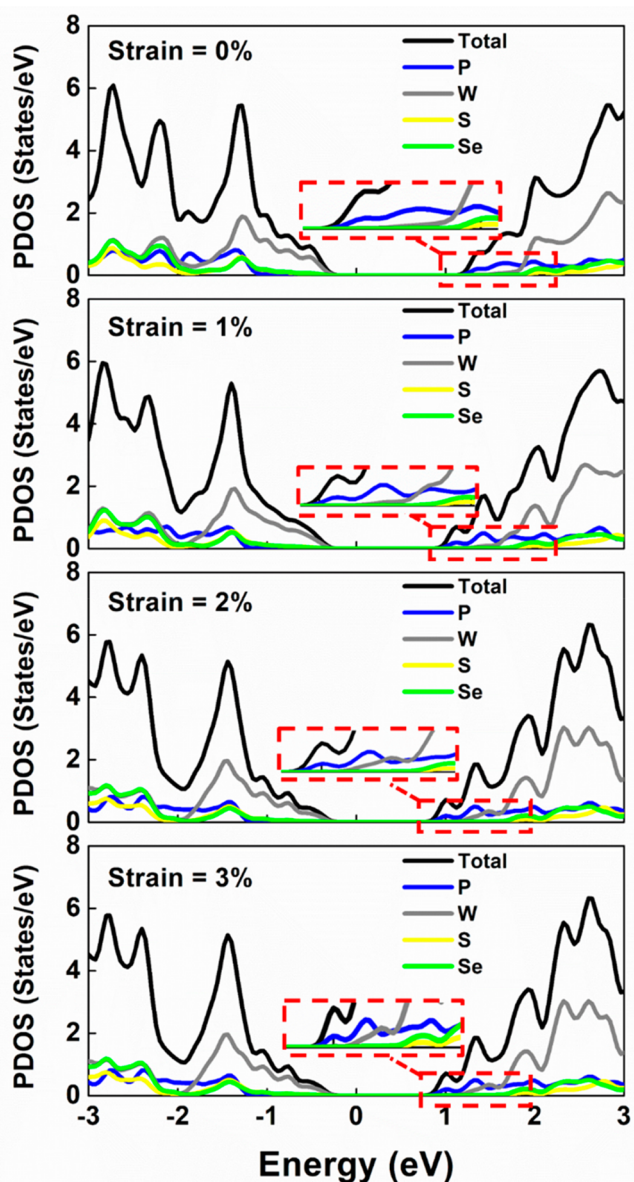 8
6
4
2
0
PDOS (States/eV)
Strain = 0%
Total
P
W
S
Se
8
6
4
2
0
PDOS (States/eV)
Strain = 1%
Total
P
W
S
Se
8
6
4
2
0
PDOS (States/eV)
Strain = 2%
Total
P
W
S
Se
8
6
4
2
0
PDOS (States/eV)
Strain = 3%
Total
P
W
S
Se
-3 -2 -1 0 1 2 3
Energy (eV)